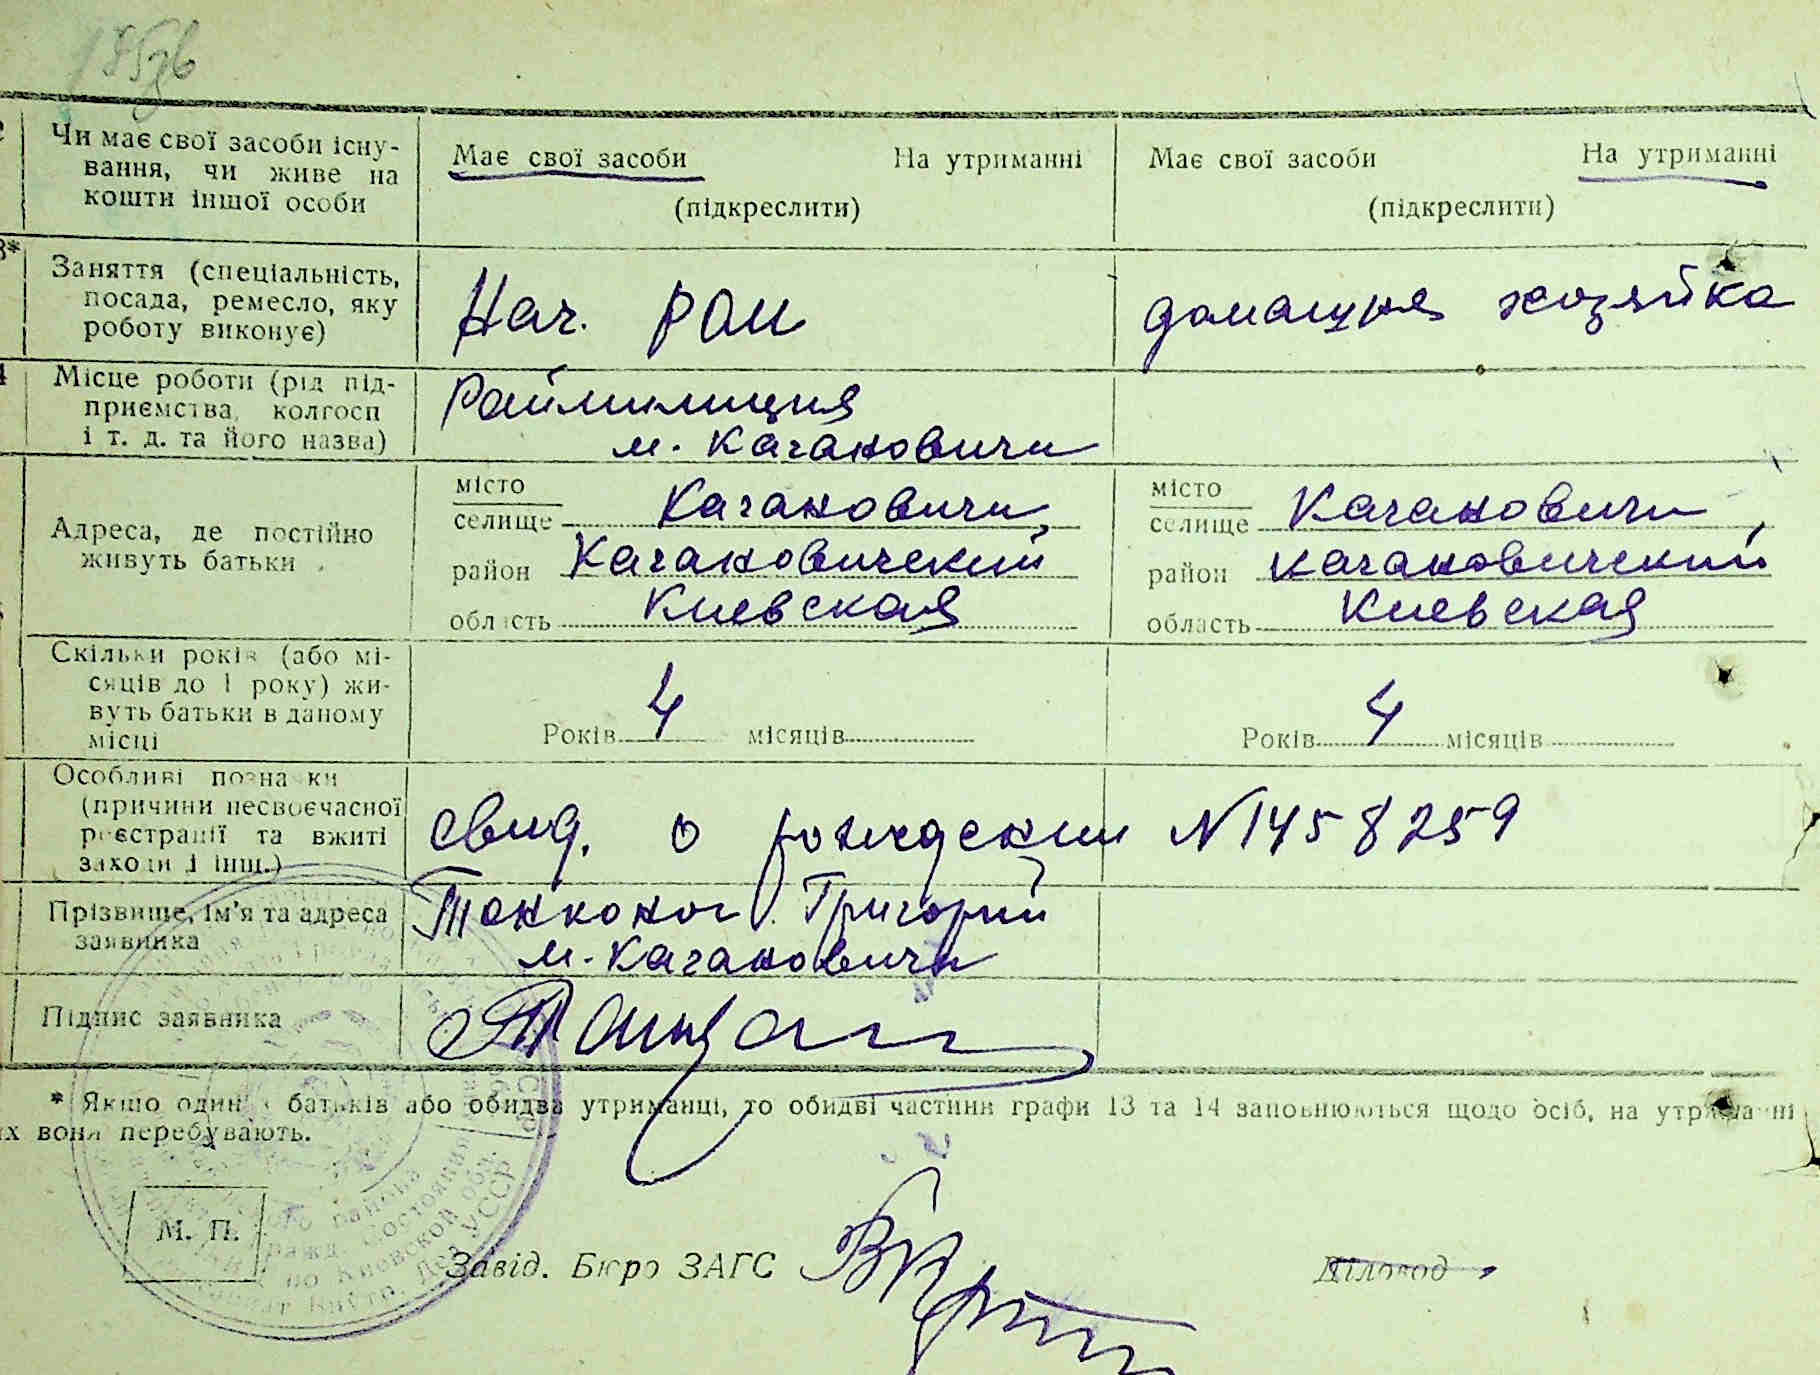 Чи має свої засоби існу-
вання, чи живе на
кошти іншої особи
Має свої засоби На утриманні
(підкреслити)
Має свої засоби На утриманні
(підкреслити)
3*
Заняття (спеціальність,
посада, ремесло, яку
роботу виконує)
Нач. РОМ
домашняя хозяйка
Місце роботи (рід під-
приємства, колгосп
і т. д. та його назва)
Раймилиция
м. Кагановичи
Адреса, де постійно
живуть батьки
місто
селище Кагановичи,
район Кагановичский
область Киевская
місто
селище Кагановичи,
район Кагановичский
область Киевская
Скільки років (або мі-
сяців до 1 року) жи-
вуть батьки в даному
місці
Років 4 місяців
Років 4 місяців
Особливі познаки
(причини несвоєчасної
реєстрації та вжиті
заходи й інш.)
свид. о рождении N1458259
Прізвище, ім'я та адреса
заявника
Тонконог Григорий
м. Кагановичи
Підпис заявника
* Якщо один з батьків або обидва утриманці, то обидві частини графи 13 та 14 заповнюються щодо осіб, на утриманні
их вони перебувають.
М. П.
Завід. Бюро ЗАГС
Діловод